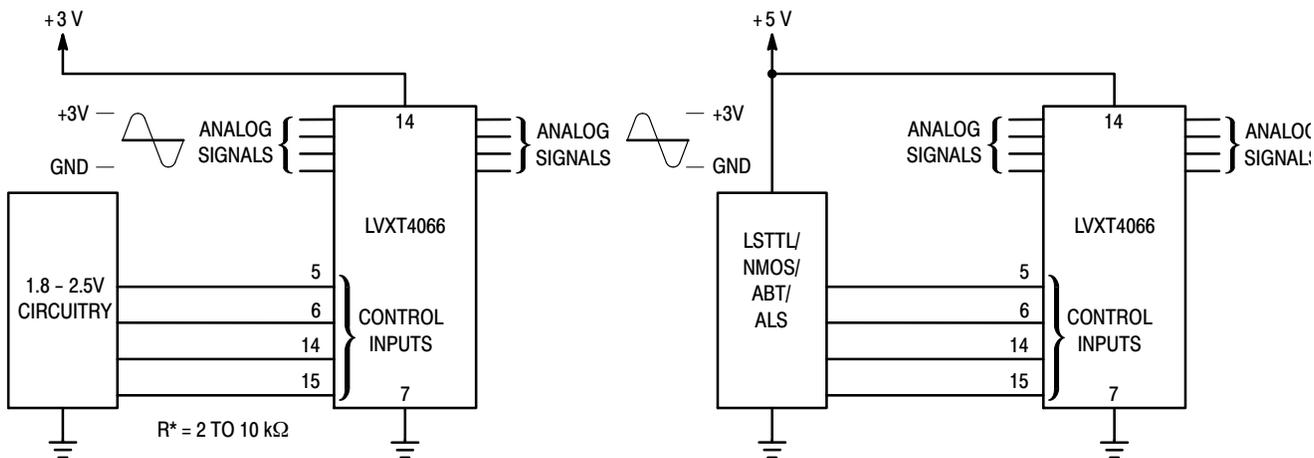 +3 V
+3V
GND
ANALOG
SIGNALS
14
ANALOG
SIGNALS
LVXT4066
1.8 – 2.5V
CIRCUITRY
5
6
14
15
CONTROL
INPUTS
7
R* = 2 TO 10 kΩ
+5 V
+3V
GND
ANALOG
SIGNALS
14
ANALOG
SIGNALS
LVXT4066
LSTTL/
NMOS/
ABT/
ALS
5
6
14
15
CONTROL
INPUTS
7